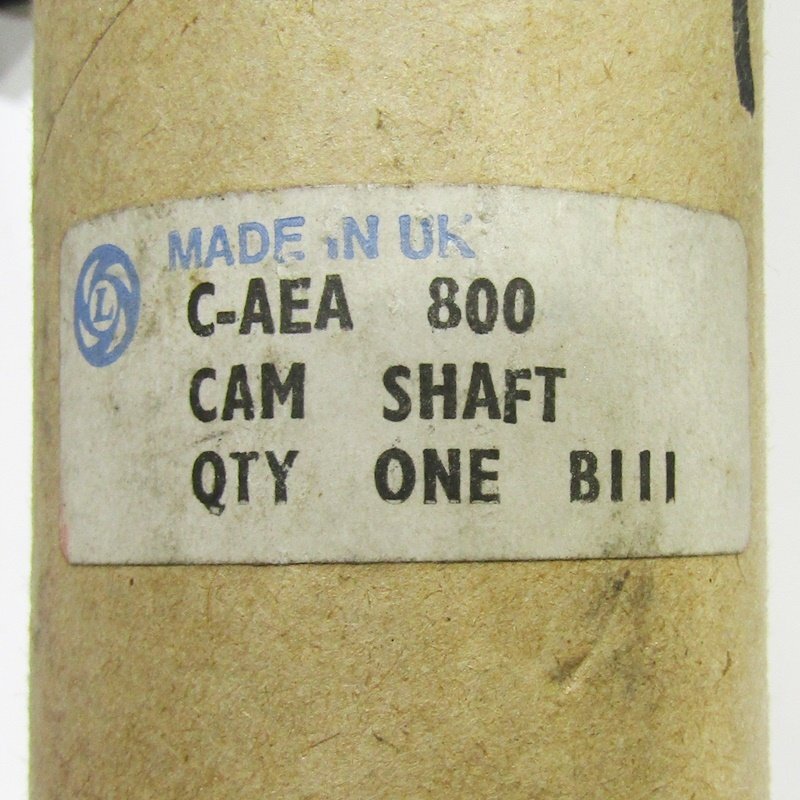 MADE IN UK
L
C-AEA 800
CAM SHAFT
QTY ONE B111